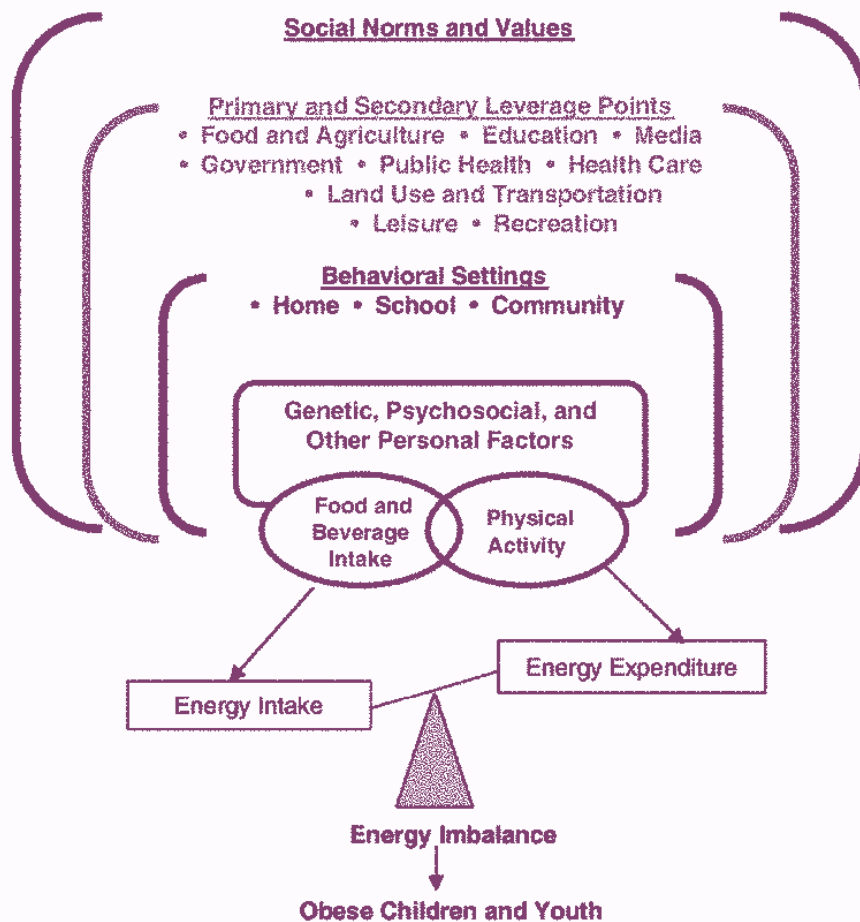 Social Norms and Values
Primary and Secondary Leverage Points
• Food and Agriculture • Education • Media
• Government • Public Health • Health Care
• Land Use and Transportation
• Leisure • Recreation
Behavioral Settings
• Home • School • Community
Genetic, Psychosocial, and
Other Personal Factors
Food and
Beverage
Intake
Physical
Activity
Energy Expenditure
Energy Intake
Energy Imbalance
Obese Children and Youth